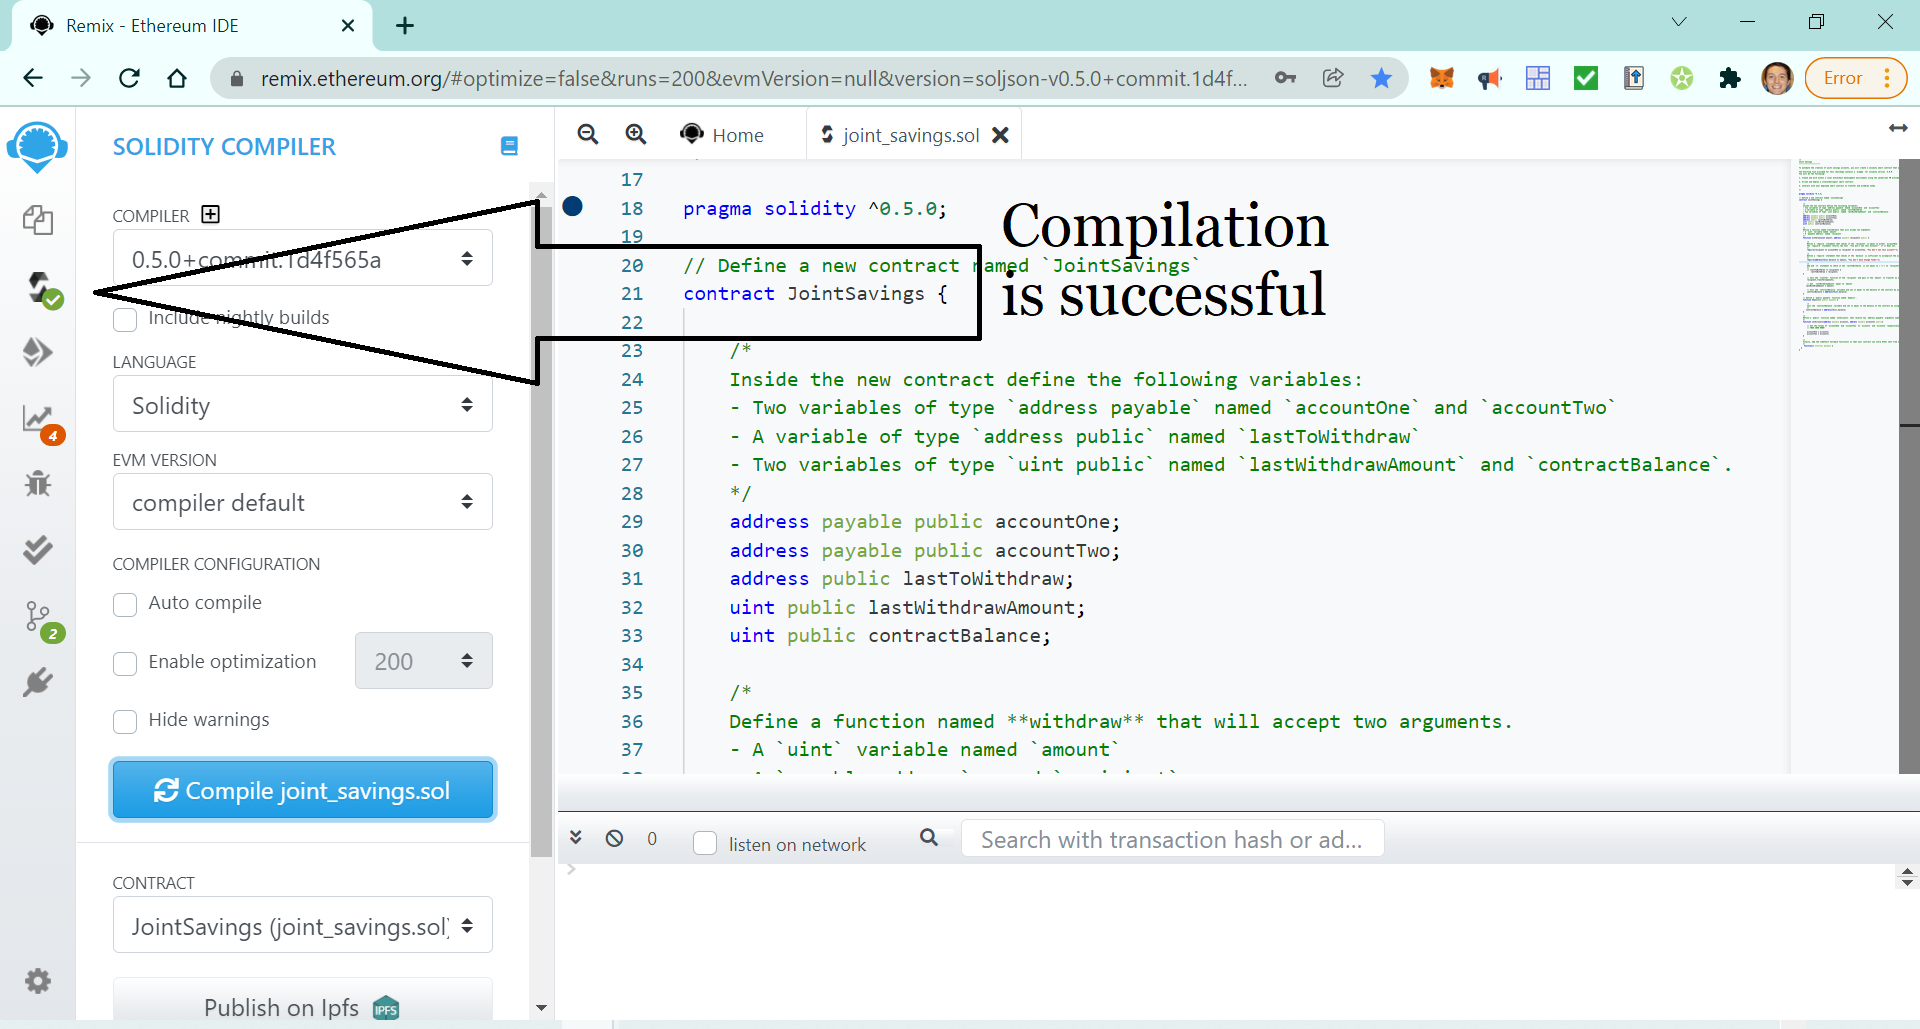 Remix - Ethereum IDE
remix.ethereum.org/#optimize=false&runs=200&evmVersion=null&version=soljson-v0.5.0+commit.1d4f...
Error
SOLIDITY COMPILER
COMPILER
0.5.0+commit.1d4f565a
Include nightly builds
LANGUAGE
Solidity
EVM VERSION
compiler default
COMPILER CONFIGURATION
Auto compile
Enable optimization
200
Hide warnings
Compile joint_savings.sol
CONTRACT
JointSavings (joint_savings.sol)
Publish on Ipfs
IPFS
4
2
Home
joint_savings.sol
17
18 pragma solidity ^0.5.0;
19
20 // Define a new contract named `JointSavings`
21 contract JointSavings {
22
23 /*
24 Inside the new contract define the following variables:
25 - Two variables of type `address payable` named `accountOne` and `accountTwo`
26 - A variable of type `address public` named `lastToWithdraw`
27 - Two variables of type `uint public` named `lastWithdrawAmount` and `contractBalance`.
28 */
29 address payable public accountOne;
30 address payable public accountTwo;
31 address public lastToWithdraw;
32 uint public lastWithdrawAmount;
33 uint public contractBalance;
34
35 /*
36 Define a function named **withdraw** that will accept two arguments.
37 - A `uint` variable named `amount`
Compilation
is successful
0
listen on network
Search with transaction hash or ad...
>